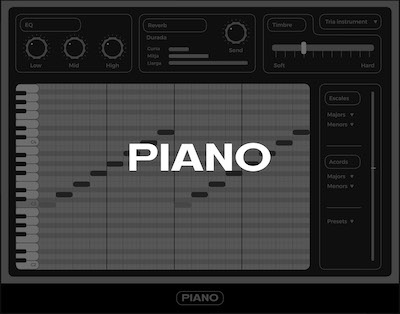 EQ
Low
Mid
High
Reverb
Durada
Curta
Mitja
Llarga
Send
Timbre
Tria instrument ▾
Soft
Hard
PIANO
Escales
Majors ▾
Menors ▾
Acords
Majors ▾
Menors ▾
Presets ▾
PIANO